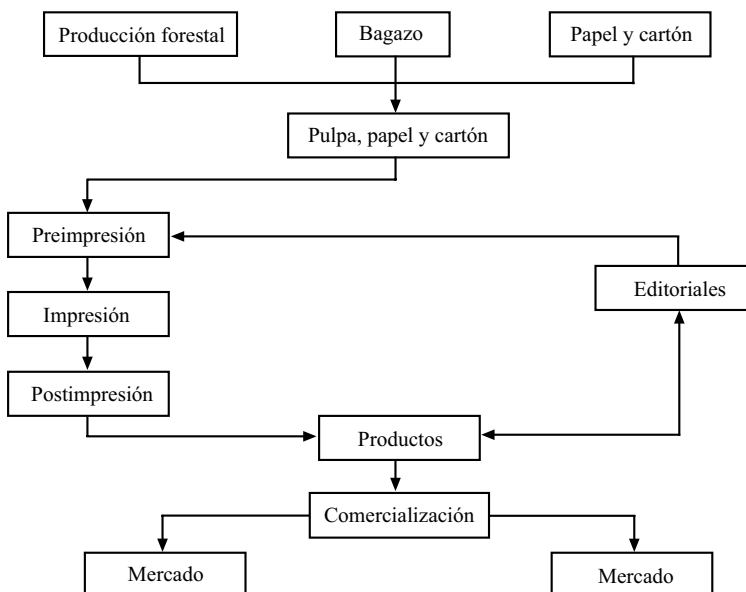 Producción forestal
Bagazo
Papel y cartón
Pulpa, papel y cartón
Preimpresión
Editoriales
Impresión
Postimpresión
Productos
Comercialización
Mercado
Mercado